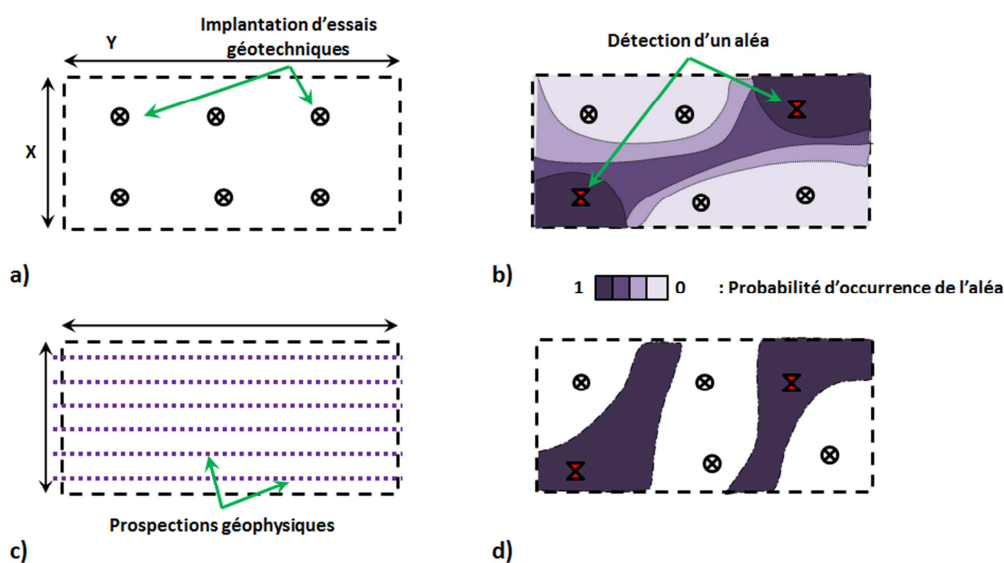 Implantation d'essais
géotechniques
Y
X
a)
Détection d'un aléa
b)
1 0 : Probabilité d'occurrence de l'aléa
Prospections géophysiques
c)
d)